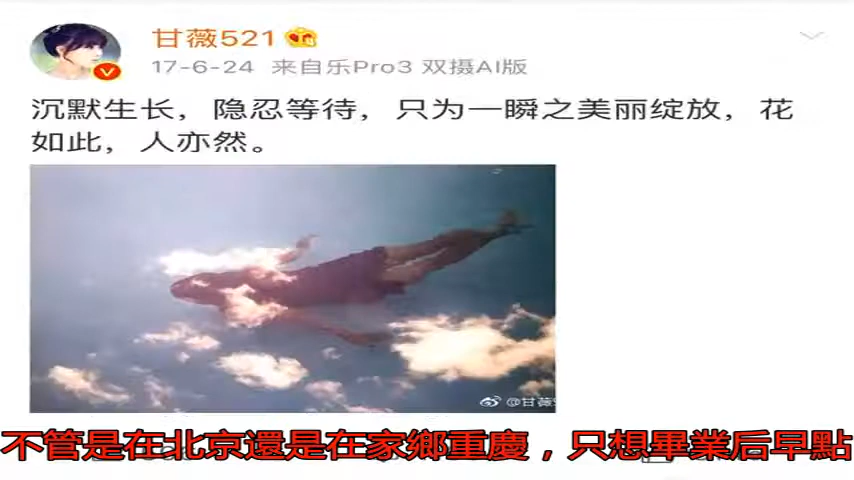 甘薇521
17-6-24 来自乐Pro3 双摄AI版
沉默生长，隐忍等待，只为一瞬之美丽绽放，花
如此，人亦然。
@甘薇
不管是在北京還是在家鄉重慶，只想畢業后早點